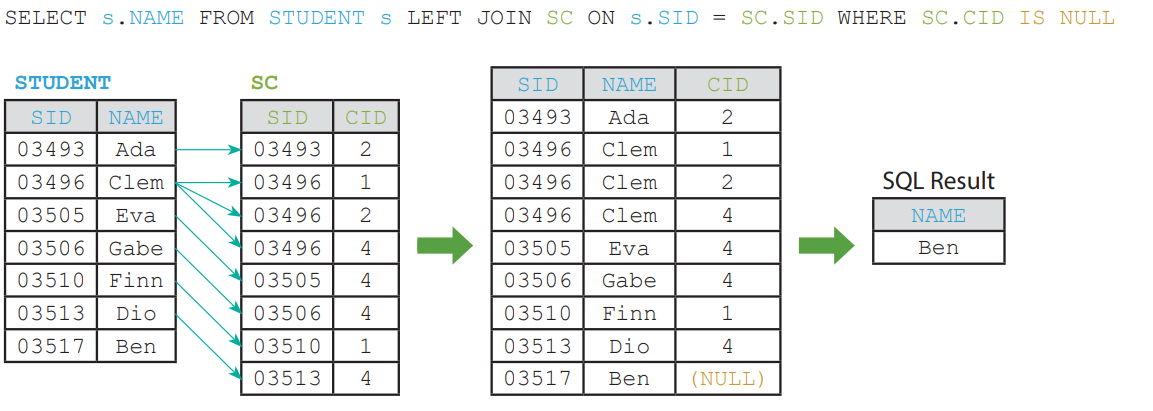 SELECT s.NAME FROM STUDENT s LEFT JOIN SC ON s.SID = SC.SID WHERE SC.CID IS NULL
STUDENT
SID NAME
03493 Ada
03496 Clem
03505 Eva
03506 Gabe
03510 Finn
03513 Dio
03517 Ben
SC
SID CID
03493 2
03496 1
03496 2
03496 4
03505 4
03506 4
03510 1
03513 4
SID NAME CID
03493 Ada 2
03496 Clem 1
03496 Clem 2
03496 Clem 4
03505 Eva 4
03506 Gabe 4
03510 Finn 1
03513 Dio 4
03517 Ben (NULL)
SQL Result
NAME
Ben